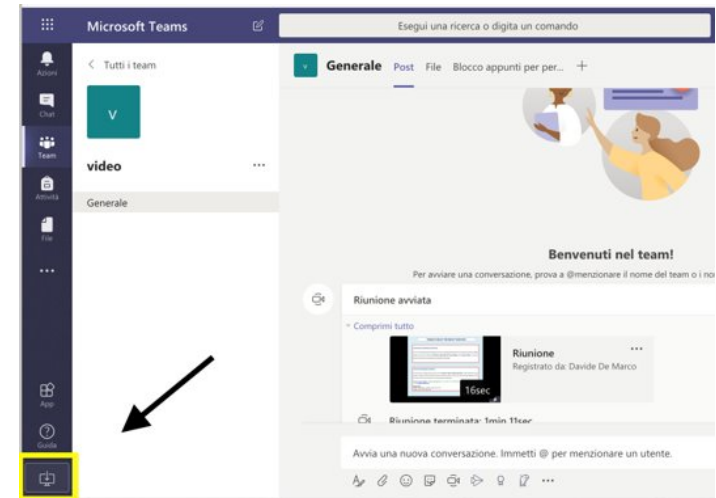 Microsoft Teams
Esegui una ricerca o digita un comando
Azioni
Chat
Team
Attività
File
App
Guida
Tutti i team
V
video
Generale
V
Generale Post File Blocco appunti per per...
Benvenuti nel team!
Per avviare una conversazione, prova a @menzionare il nome del team o i
Riunione avviata
Comprimi tutto
16sec
Riunione
Registrato da: Davide De Marco
Riunione terminata: 1min 11sec
Avvia una nuova conversazione. Immetti @ per menzionare un utente.